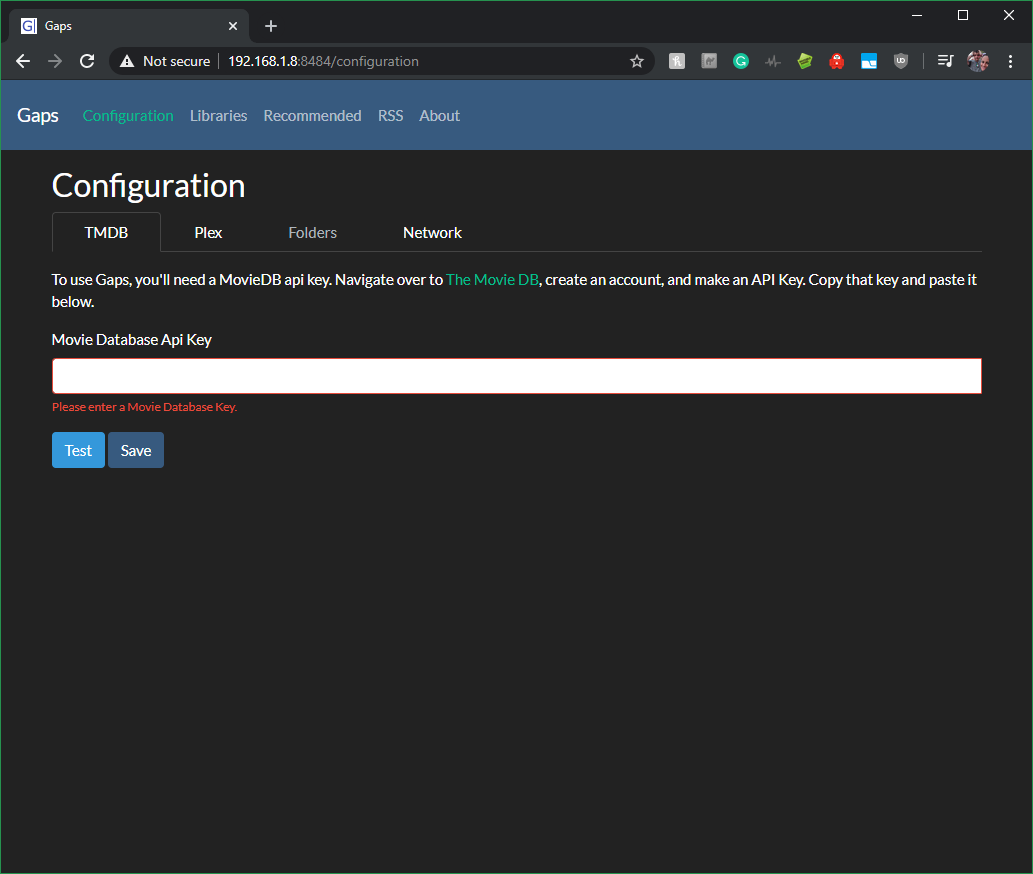 Gaps
Not secure 192.168.1.8:8484/configuration
Gaps Configuration Libraries Recommended RSS About
Configuration
TMDB Plex Folders Network
To use Gaps, you'll need a MovieDB api key. Navigate over to The Movie DB, create an account, and make an API Key. Copy that key and paste it
below.
Movie Database Api Key
Please enter a Movie Database Key.
Test Save